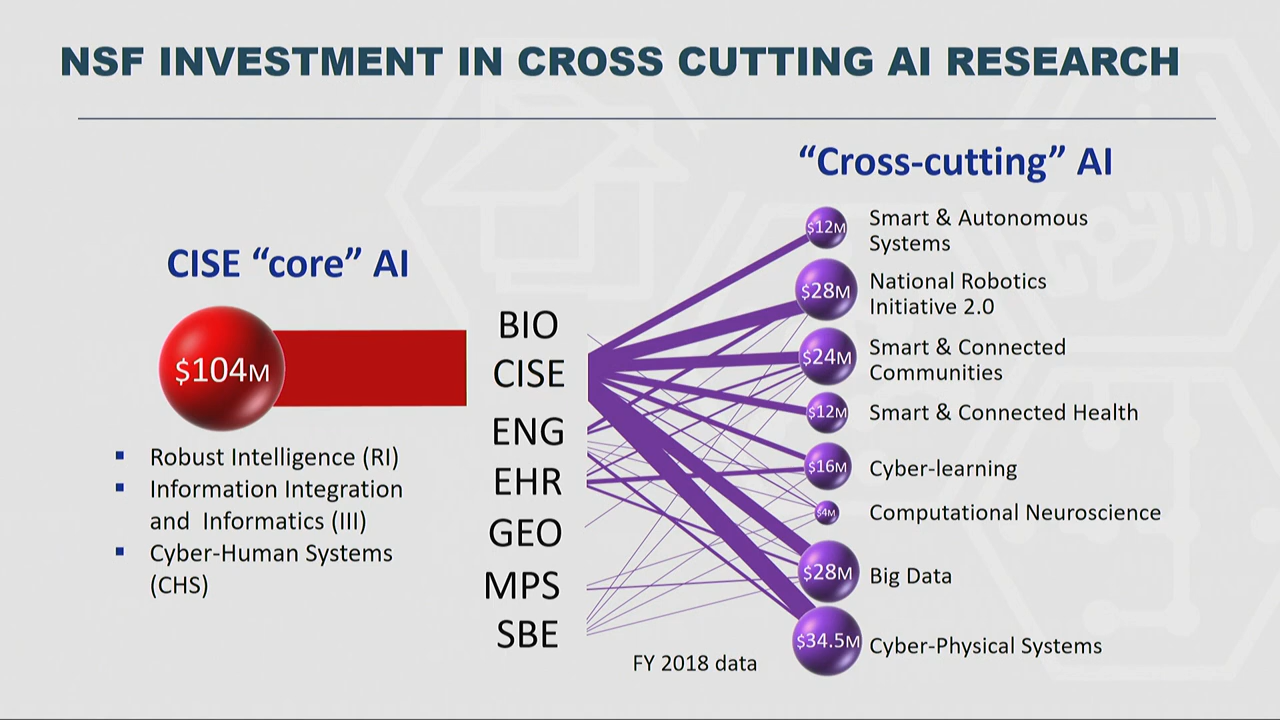 NSF INVESTMENT IN CROSS CUTTING AI RESEARCH
“Cross-cutting” AI
CISE “core” AI
$104M
Robust Intelligence (RI)
Information Integration
and  Informatics (III)
Cyber-Human Systems
(CHS)
BIO
CISE
ENG
EHR
GEO
MPS
SBE
$12M
Smart & Autonomous
Systems
$28M
National Robotics
Initiative 2.0
$24M
Smart & Connected
Communities
$12M
Smart & Connected Health
$16M
Cyber-learning
$4M
Computational Neuroscience
$28M
Big Data
$34.5M
Cyber-Physical Systems
FY 2018 data